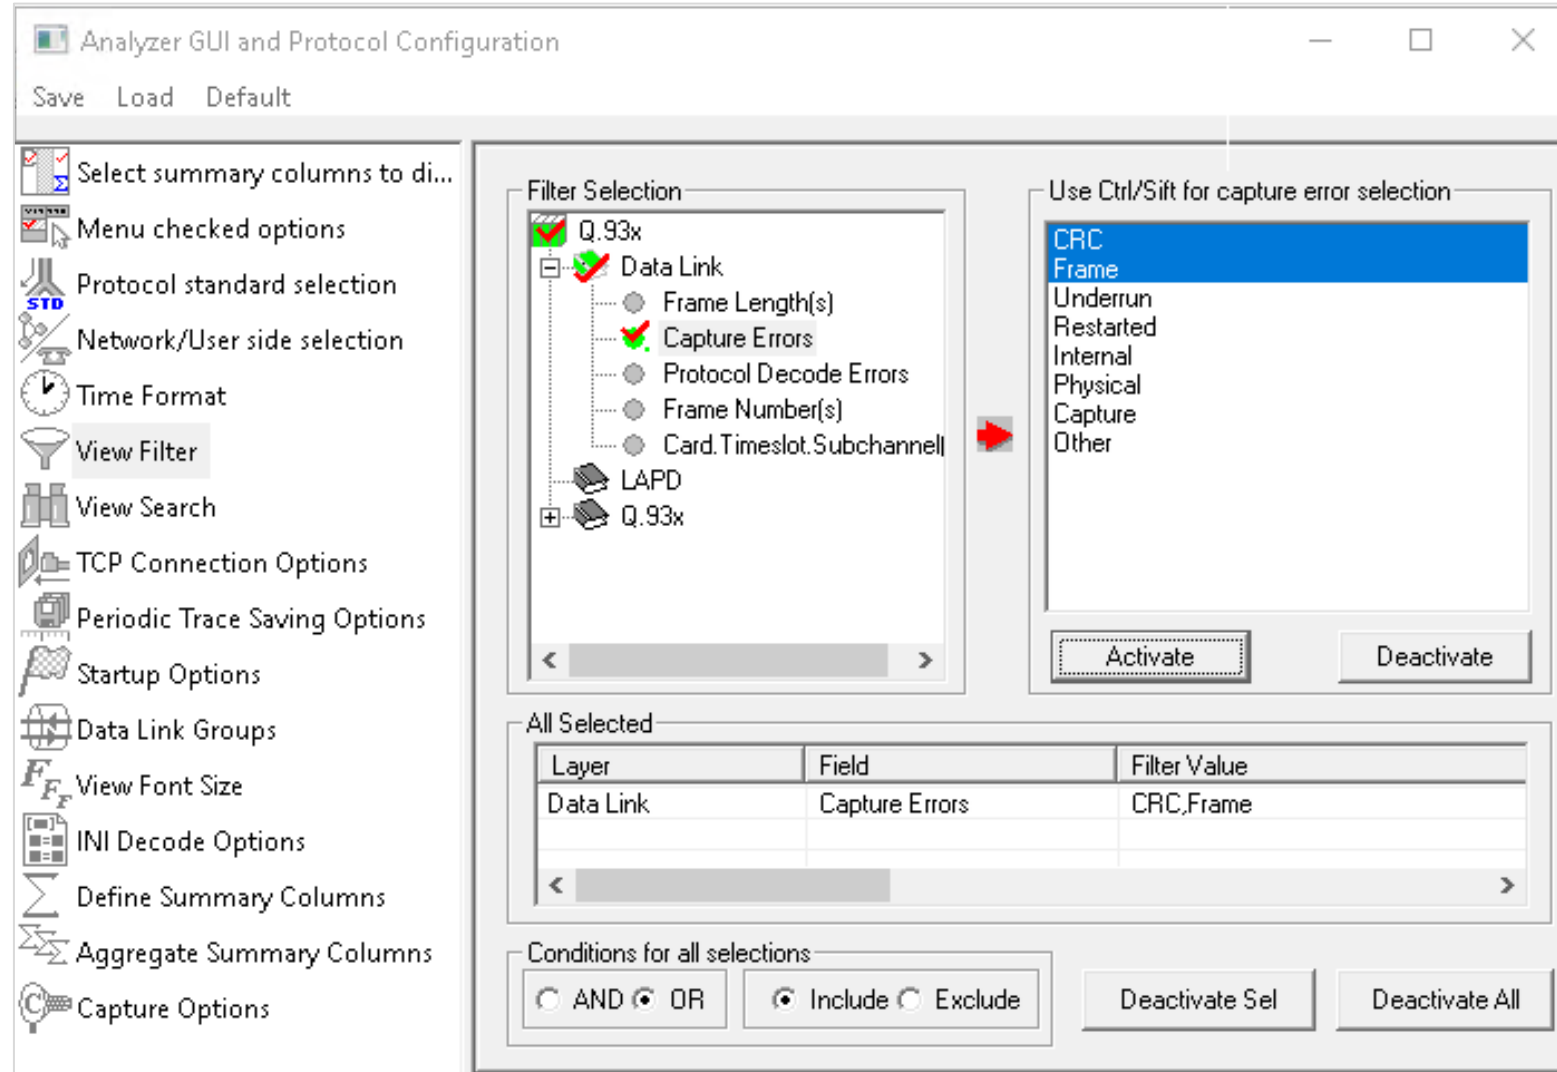 Analyzer GUI and Protocol Configuration
Save Load Default
Select summary columns to di...
Menu checked options
STD
Protocol standard selection
Network/User side selection
Time Format
View Filter
View Search
TCP Connection Options
Periodic Trace Saving Options
Startup Options
Data Link Groups
View Font Size
INI Decode Options
Define Summary Columns
Aggregate Summary Columns
Capture Options
Filter Selection
Q.93x
Data Link
Frame Length(s)
Capture Errors
Protocol Decode Errors
Frame Number(s)
Card.Timeslot.Subchannel(
LAPD
Q.93x
Use Ctrl/Sift for capture error selection
CRC
Frame
Underrun
Restarted
Internal
Physical
Capture
Other
Activate Deactivate
All Selected
Layer Field Filter Value
Data Link Capture Errors CRC,Frame
Conditions for all selections
AND OR Include Exclude
Deactivate Sel Deactivate All